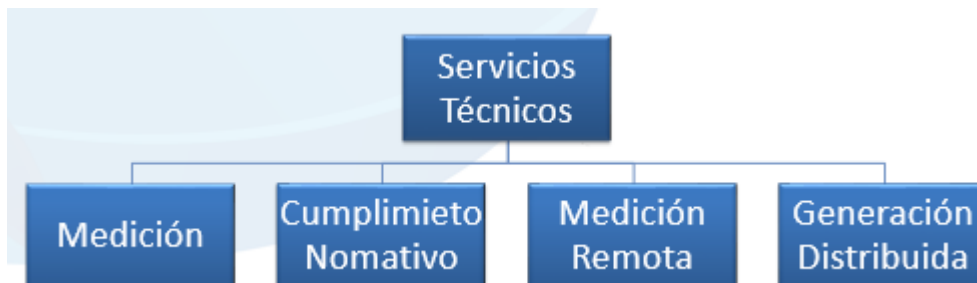 Servicios
Técnicos
Medición
Cumplimieto
Nomativo
Medición
Remota
Generación
Distribuida